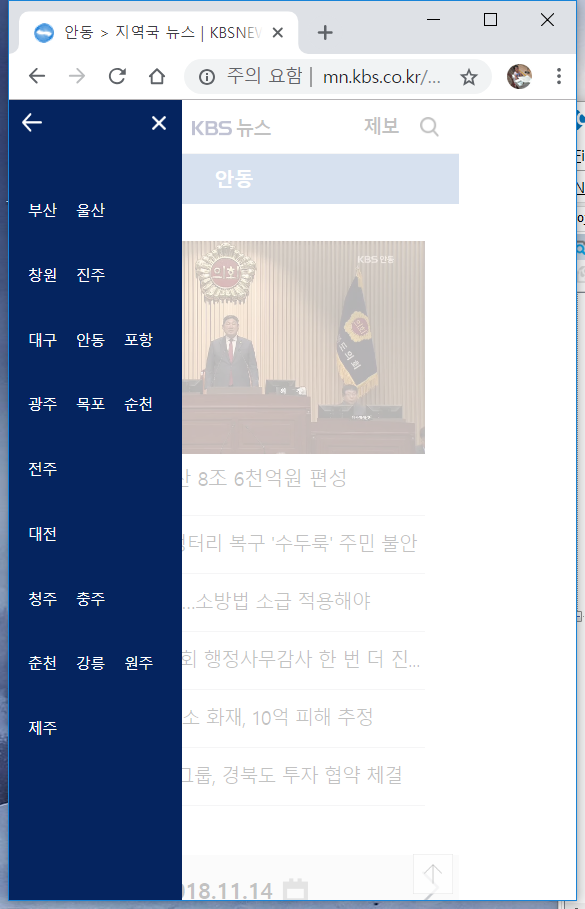 안동 > 지역국 뉴스 | KBSNEW
주의 요함 | mn.kbs.co.kr/...
KBS 뉴스 제보
안동
부산 울산
창원 진주
대구 안동 포항
광주 목포 순천
전주
대전
청주 충주
춘천 강릉 원주
제주
KBS 안동
의회
도의회
산 8조 6천억원 편성
엉터리 복구 '수두룩' 주민 불안
...소방법 소급 적용해야
회 행정사무감사 한 번 더 진...
소 화재, 10억 피해 추정
그룹, 경북도 투자 협약 체결
018.11.14